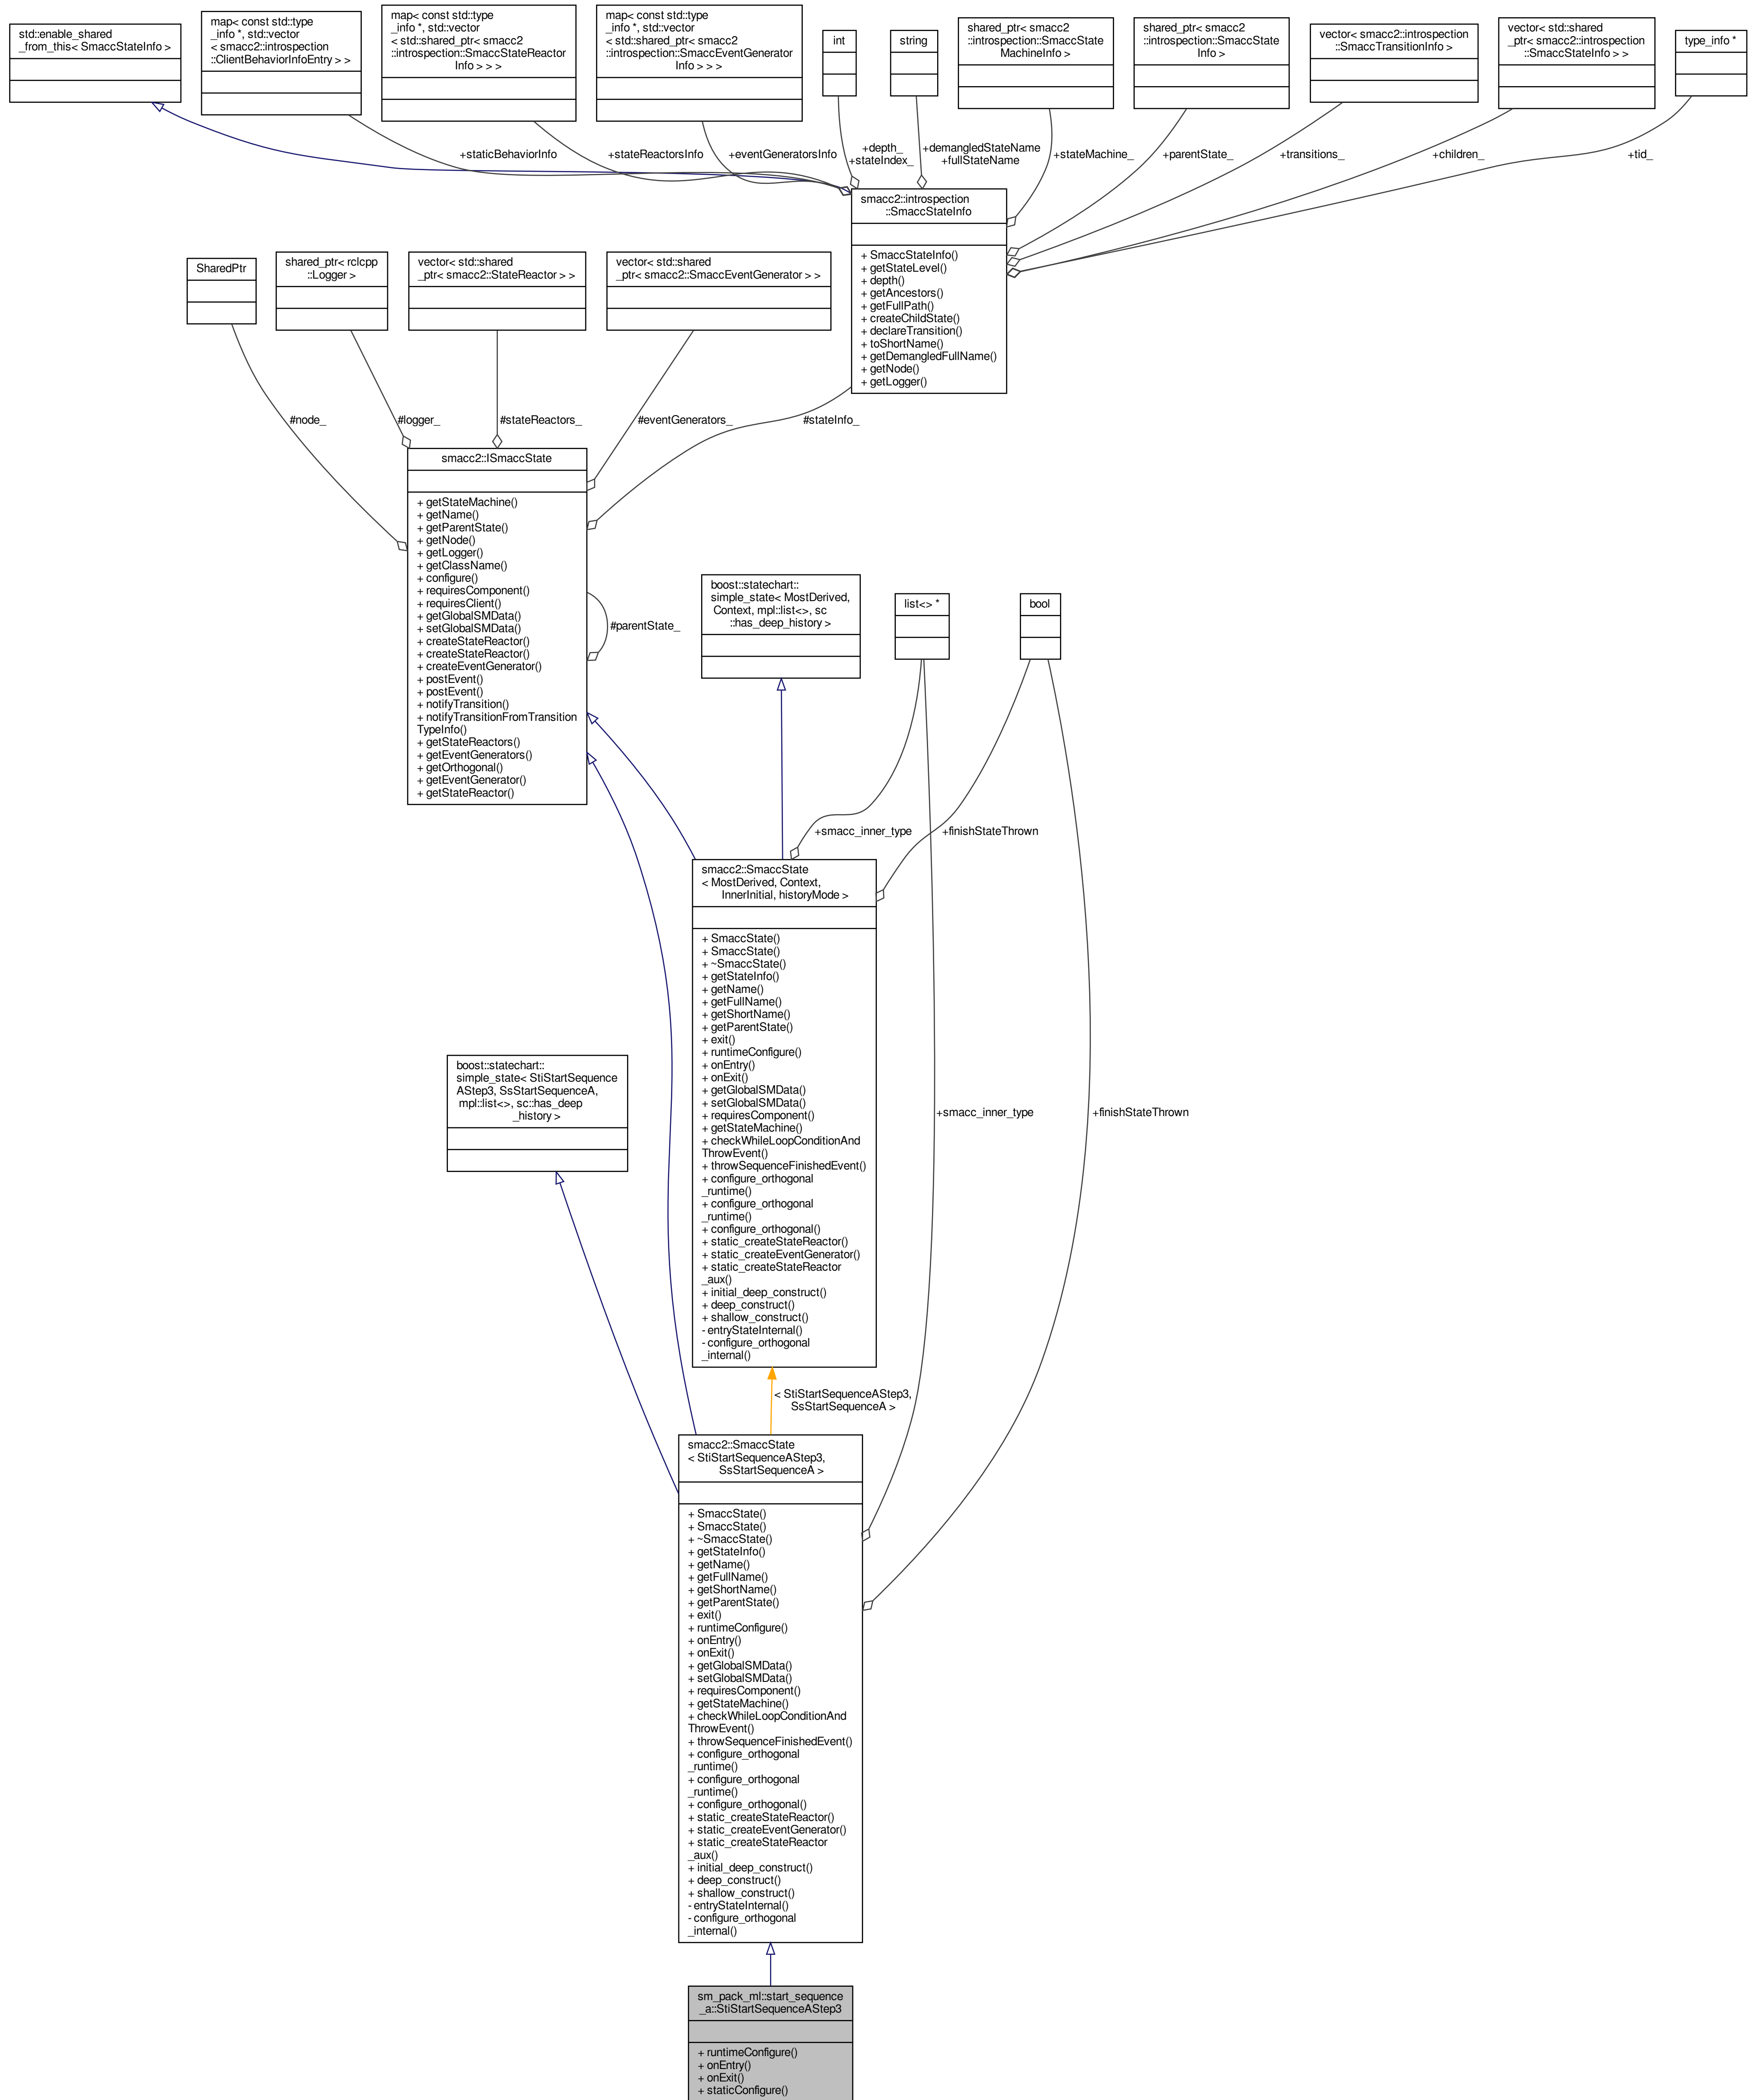 std::enable_shared
_from_this< SmaccStateInfo >
map< const std::type
_info *, std::vector
< smacc2::introspection
::ClientBehaviorInfoEntry > >
map< const std::type
_info *, std::vector
< std::shared_ptr< smacc2
::introspection::SmaccStateReactor
Info > > >
map< const std::type
_info *, std::vector
< std::shared_ptr< smacc2
::introspection::SmaccEventGenerator
Info > > >
int
string
shared_ptr< smacc2
::introspection::SmaccState
MachineInfo >
shared_ptr< smacc2
::introspection::SmaccState
Info >
vector< smacc2::introspection
::SmaccTransitionInfo >
vector< std::shared
_ptr< smacc2::introspection
::SmaccStateInfo > >
type_info *
+staticBehaviorInfo
+stateReactorsInfo
+eventGeneratorsInfo
+depth_
+stateIndex_
+demangledStateName
+fullStateName
+stateMachine_
+parentState_
+transitions_
+children_
+tid_
smacc2::introspection
::SmaccStateInfo
+ SmaccStateInfo()
+ getStateLevel()
+ depth()
+ getAncestors()
+ getFullPath()
+ createChildState()
+ declareTransition()
+ toShortName()
+ getDemangledFullName()
+ getNode()
+ getLogger()
SharedPtr
shared_ptr< rclcpp
::Logger >
vector< std::shared
_ptr< smacc2::StateReactor > >
vector< std::shared
_ptr< smacc2::SmaccEventGenerator > >
#node_
#logger_
#stateReactors_
#eventGenerators_
#stateInfo_
smacc2::ISmaccState
+ getStateMachine()
+ getName()
+ getParentState()
+ getNode()
+ getLogger()
+ getClassName()
+ configure()
+ requiresComponent()
+ requiresClient()
+ getGlobalSMData()
+ setGlobalSMData()
+ createStateReactor()
+ createStateReactor()
+ createEventGenerator()
+ postEvent()
+ postEvent()
+ notifyTransition()
+ notifyTransitionFromTransition
TypeInfo()
+ getStateReactors()
+ getEventGenerators()
+ getOrthogonal()
+ getEventGenerator()
+ getStateReactor()
#parentState_
boost::statechart::
simple_state< MostDerived,
Context, mpl::list<>, sc
::has_deep_history >
list<> *
bool
+smacc_inner_type
+finishStateThrown
smacc2::SmaccState
< MostDerived, Context,
InnerInitial, historyMode >
+ SmaccState()
+ SmaccState()
+ ~SmaccState()
+ getStateInfo()
+ getName()
+ getFullName()
+ getShortName()
+ getParentState()
+ exit()
+ runtimeConfigure()
+ onEntry()
+ onExit()
+ getGlobalSMData()
+ setGlobalSMData()
+ requiresComponent()
+ getStateMachine()
+ checkWhileLoopConditionAnd
ThrowEvent()
+ throwSequenceFinishedEvent()
+ configure_orthogonal
_runtime()
+ configure_orthogonal
_runtime()
+ configure_orthogonal()
+ static_createStateReactor()
+ static_createEventGenerator()
+ static_createStateReactor
_aux()
+ initial_deep_construct()
+ deep_construct()
+ shallow_construct()
- entryStateInternal()
- configure_orthogonal
_internal()
boost::statechart::
simple_state< StiStartSequence
AStep3, SsStartSequenceA,
mpl::list<>, sc::has_deep
_history >
+smacc_inner_type
+finishStateThrown
< StiStartSequenceAStep3,
SsStartSequenceA >
smacc2::SmaccState
< StiStartSequenceAStep3,
SsStartSequenceA >
+ SmaccState()
+ SmaccState()
+ ~SmaccState()
+ getStateInfo()
+ getName()
+ getFullName()
+ getShortName()
+ getParentState()
+ exit()
+ runtimeConfigure()
+ onEntry()
+ onExit()
+ getGlobalSMData()
+ setGlobalSMData()
+ requiresComponent()
+ getStateMachine()
+ checkWhileLoopConditionAnd
ThrowEvent()
+ throwSequenceFinishedEvent()
+ configure_orthogonal
_runtime()
+ configure_orthogonal
_runtime()
+ configure_orthogonal()
+ static_createStateReactor()
+ static_createEventGenerator()
+ static_createStateReactor
_aux()
+ initial_deep_construct()
+ deep_construct()
+ shallow_construct()
- entryStateInternal()
- configure_orthogonal
_internal()
sm_pack_ml::start_sequence
_a::StiStartSequenceAStep3
+ runtimeConfigure()
+ onEntry()
+ onExit()
+ staticConfigure()